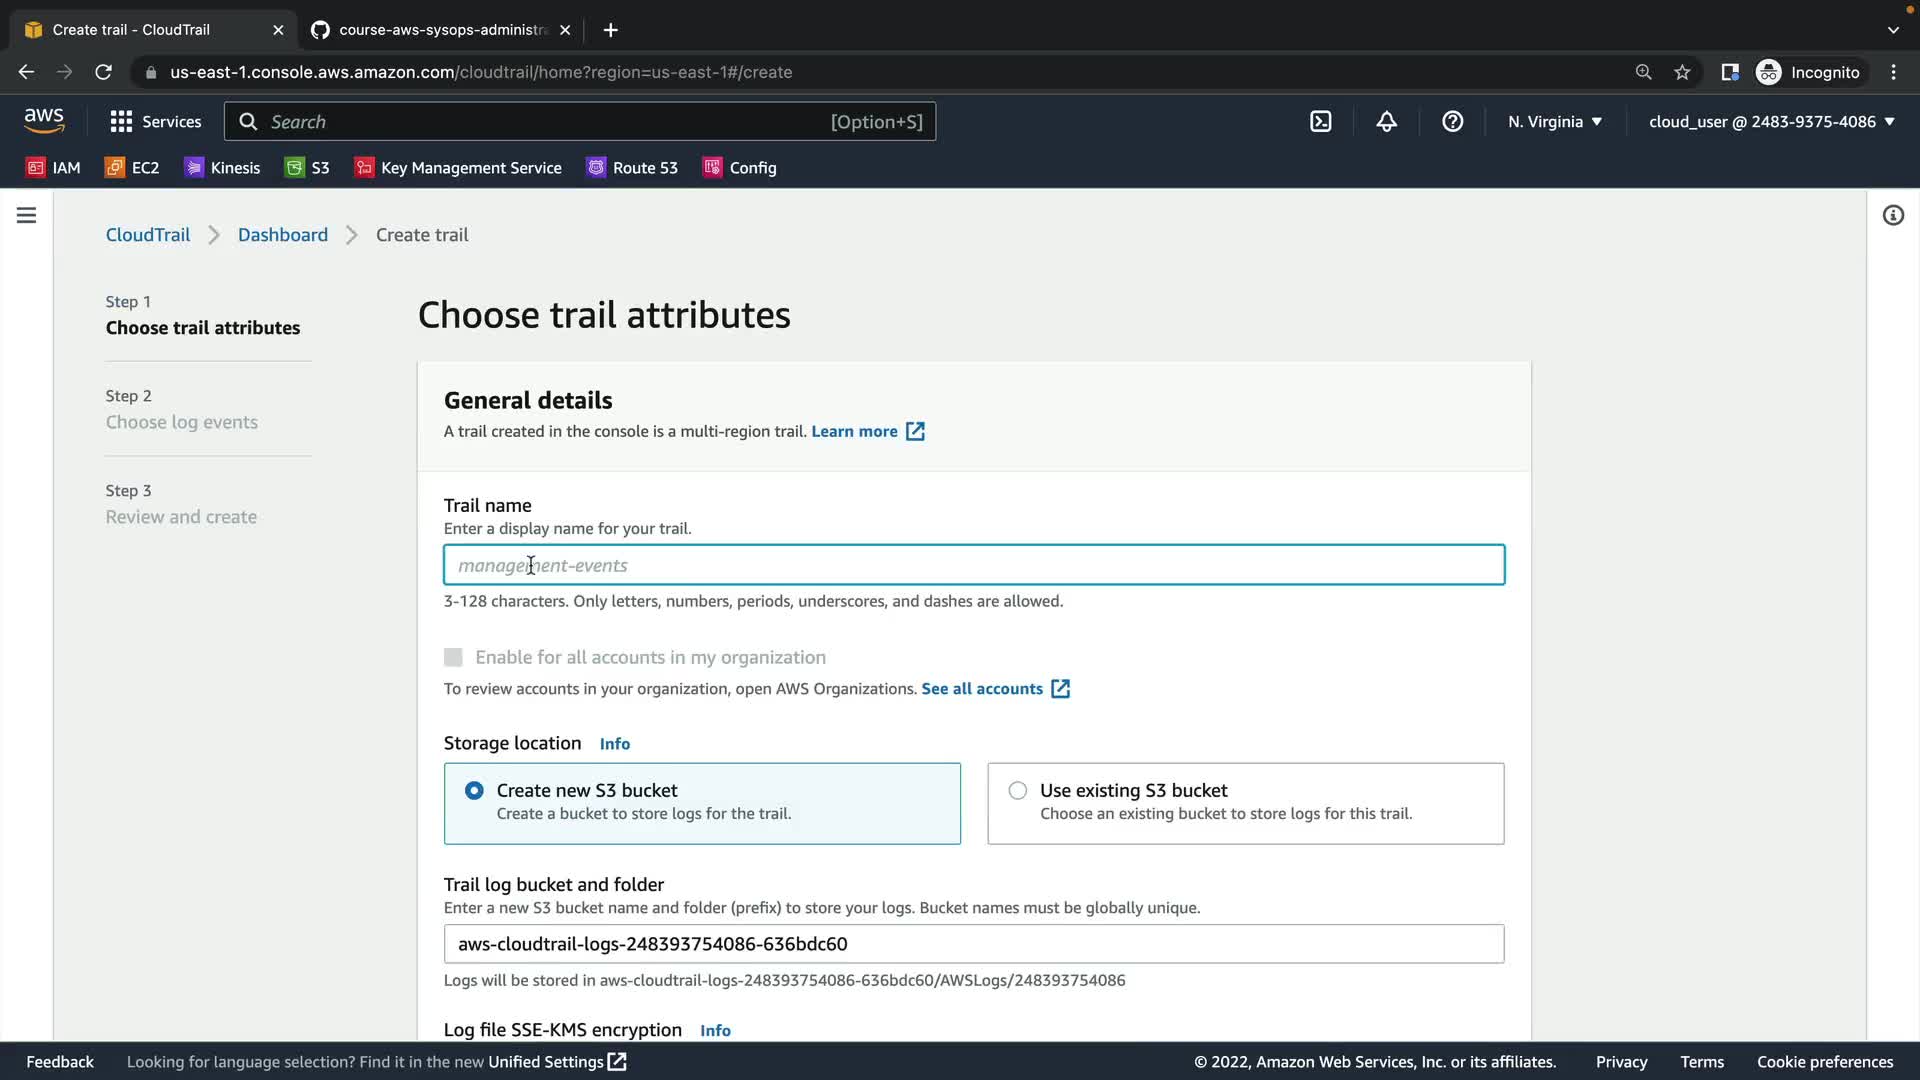 Create trail - CloudTrail
course-aws-sysops-administra
us-east-1.console.aws.amazon.com/cloudtrail/home?region=us-east-1#/create
Incognito
aws
Services
Search
[Option+S]
N. Virginia
cloud_user @ 2483-9375-4086
IAM
EC2
Kinesis
S3
Key Management Service
Route 53
Config
CloudTrail
Dashboard
Create trail
Step 1
Choose trail attributes
Step 2
Choose log events
Step 3
Review and create
Choose trail attributes
General details
A trail created in the console is a multi-region trail. Learn more
Trail name
Enter a display name for your trail.
management-events
3-128 characters. Only letters, numbers, periods, underscores, and dashes are allowed.
Enable for all accounts in my organization
To review accounts in your organization, open AWS Organizations. See all accounts
Storage location Info
Create new S3 bucket
Create a bucket to store logs for the trail.
Use existing S3 bucket
Choose an existing bucket to store logs for this trail.
Trail log bucket and folder
Enter a new S3 bucket name and folder (prefix) to store your logs. Bucket names must be globally unique.
aws-cloudtrail-logs-248393754086-636bdc60
Logs will be stored in aws-cloudtrail-logs-248393754086-636bdc60/AWSLogs/248393754086
Log file SSE-KMS encryption Info
Feedback
Looking for language selection? Find it in the new Unified Settings
© 2022, Amazon Web Services, Inc. or its affiliates.
Privacy
Terms
Cookie preferences